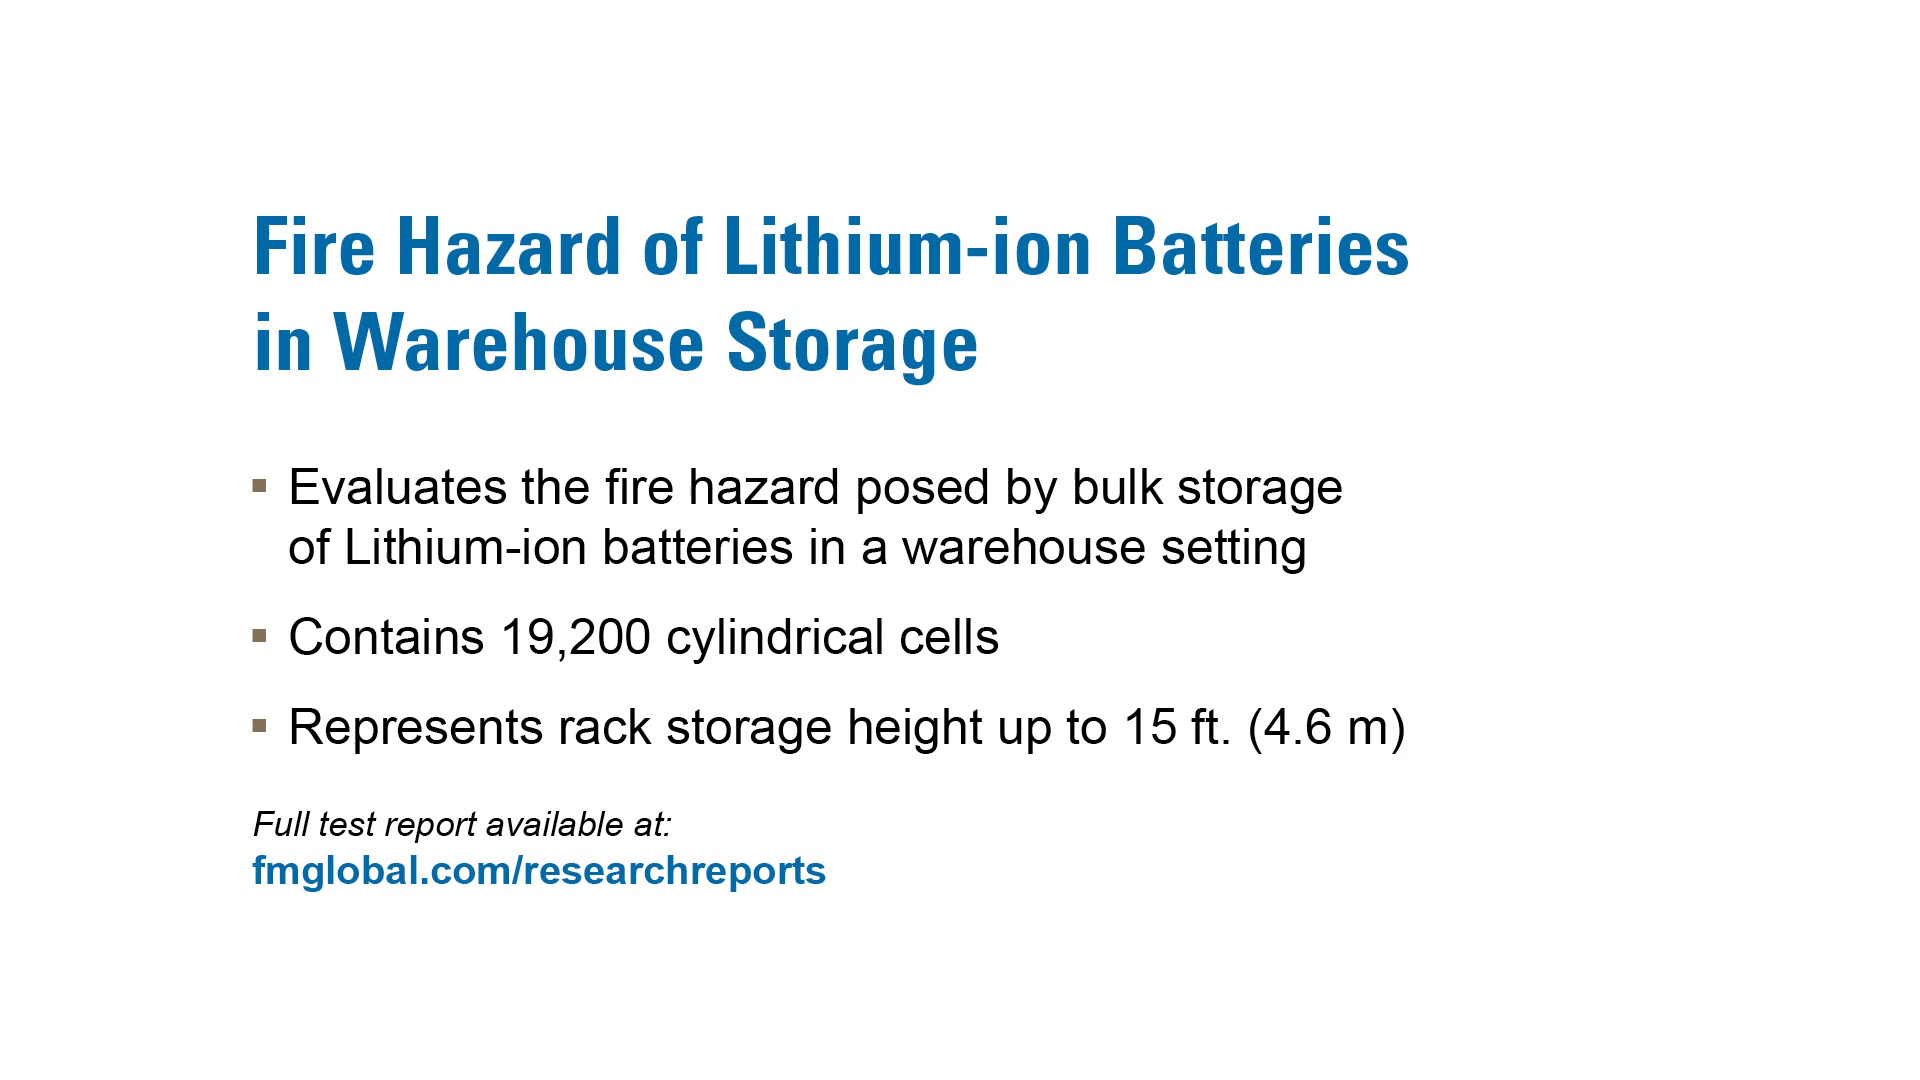 Fire Hazard of Lithium-ion Batteries
in Warehouse Storage
▪ Evaluates the fire hazard posed by bulk storage
of Lithium-ion batteries in a warehouse setting
▪ Contains 19,200 cylindrical cells
▪ Represents rack storage height up to 15 ft. (4.6 m)
Full test report available at:
fmglobal.com/researchreports